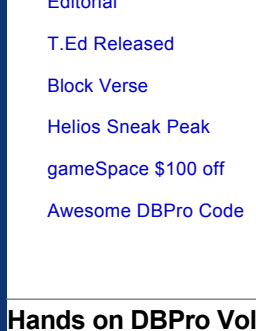 Editorial
T.Ed Released
Block Verse
Helios Sneak Peak
gameSpace $100 off
Awesome DBPro Code
Hands on DBPro Vol